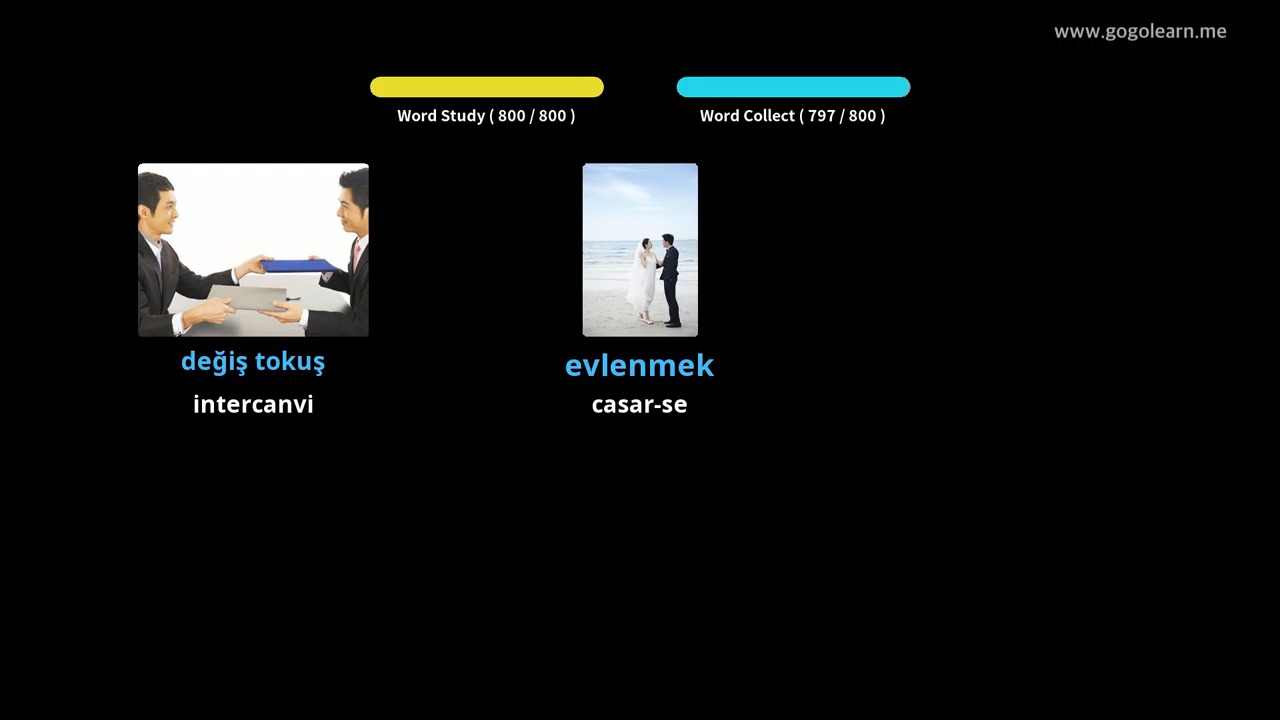 www.gogolearn.me
Word Study ( 800 / 800 )
Word Collect ( 797 / 800 )
değiş tokuş
intercanvi
evlenmek
casar-se